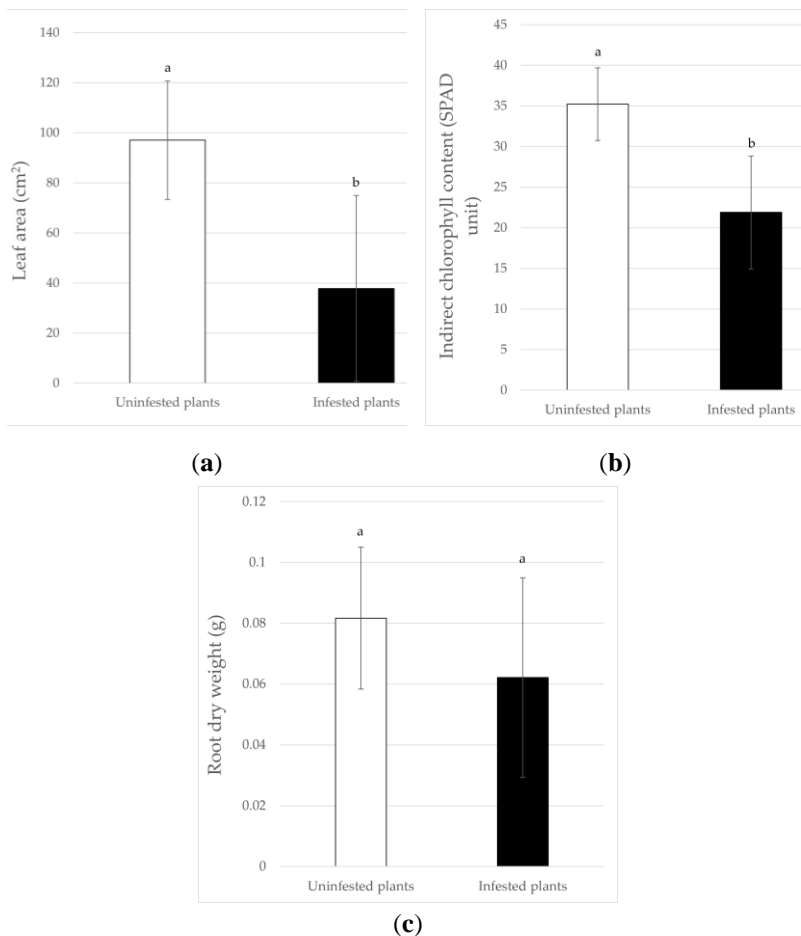 Leaf area (cm²)
140
120
100
80
60
40
20
0
a
b
Uninfested plants
Infested plants
(a)
Indirect chlorophyll content (SPAD
unit)
45
40
35
30
25
20
15
10
5
0
a
b
Uninfested plants
Infested plants
(b)
Root dry weight (g)
0.12
0.1
0.08
0.06
0.04
0.02
0
a
a
Uninfested plants
Infested plants
(c)